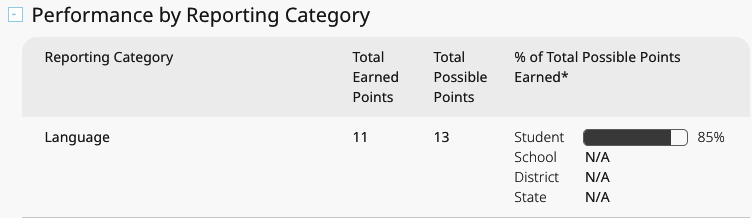 Performance by Reporting Category
Reporting Category Total Earned Points Total Possible Points % of Total Possible Points Earned*
Language 11 13 Student 85%
School N/A
District N/A
State N/A